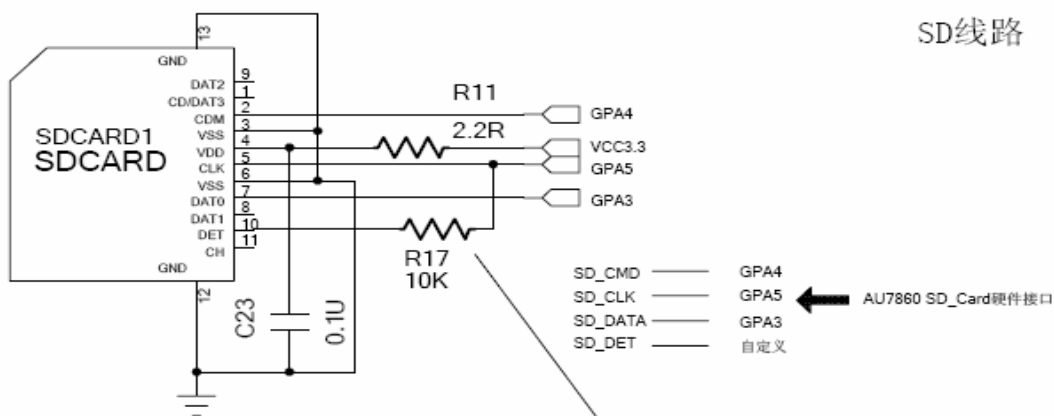 SD线路
13
GND
9
DAT2
1
CD/DAT3
2
CDM
3
VSS
4
VDD
5
CLK
6
VSS
7
DAT0
8
DAT1
10
DET
11
CH
GND
12
SDCARD1
SDCARD
R11
2.2R
GPA4
VCC3.3
GPA5
GPA3
R17
10K
C23
0.1U
SD_CMD GPA4
SD_CLK GPA5
SD_DATA GPA3
SD_DET 自定义
AU7860 SD_Card硬件接口